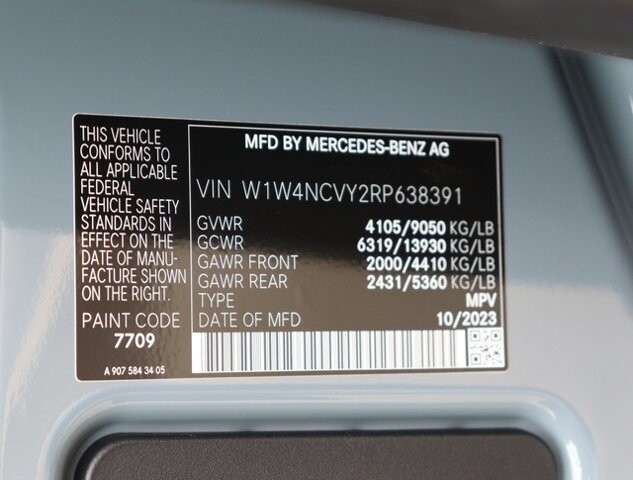 THIS VEHICLE
CONFORMS TO
ALL APPLICABLE
FEDERAL
VEHICLE SAFETY
STANDARDS IN
EFFECT ON THE
DATE OF MANU-
FACTURE SHOWN
ON THE RIGHT.
PAINT CODE
7709
A 907 584 34 05
MFD BY MERCEDES-BENZ AG
VIN W1W4NCVY2RP638391
GVWR 4105/9050 KG/LB
GCWR 6319/13930 KG/LB
GAWR FRONT 2000/4410 KG/LB
GAWR REAR 2431/5360 KG/LB
TYPE MPV
DATE OF MFD 10/2023